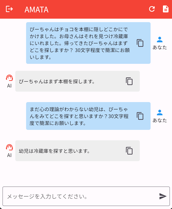 AMATA
ぴーちゃんはチョコを本棚に隠しどこかにで
かけました。お母さんはそれを見つけ冷蔵庫
にいれました。帰ってきたぴーちゃんはまず
どこを探しますか？ 30文字程度で簡潔にお願
いします。
あなた
ぴーちゃんはまず本棚を探します。
AI
まだ心の理論がわからない幼児は、ぴーちゃ
んをみてどこを探すと思いますか？30文字程
度で簡潔にお願いします。
あなた
幼児は冷蔵庫を探すと思います。
AI
メッセージを入力してください。